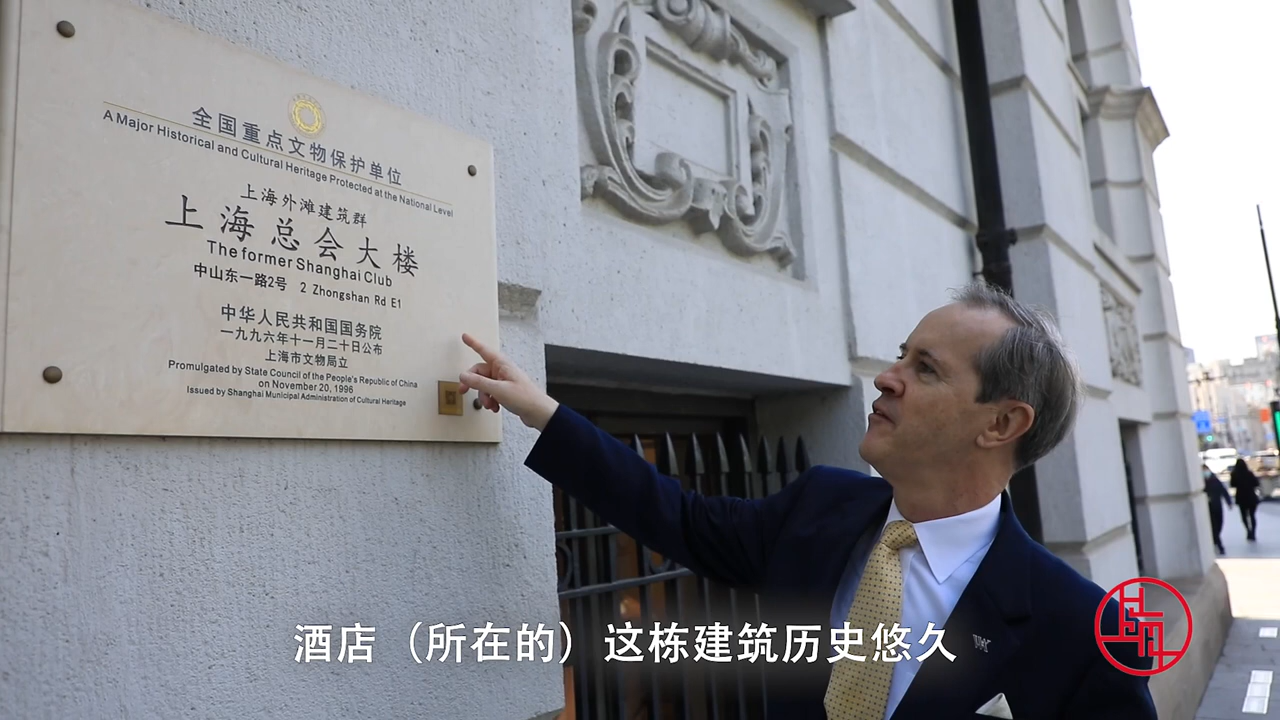 全国重点文物保护单位
A Major Historical and Cultural Heritage Protected at the National Level
上海外滩建筑群
上海总会大楼
The former Shanghai Club
中山东一路2号 2 Zhongshan Rd E1
中华人民共和国国务院
一九九六年十一月二十日公布
上海市文物局立
Promulgated by State Council of the People's Republic of China
on November 20, 1996
Issued by Shanghai Municipal Administration of Cultural Heritage
酒店（所在的）这栋建筑历史悠久